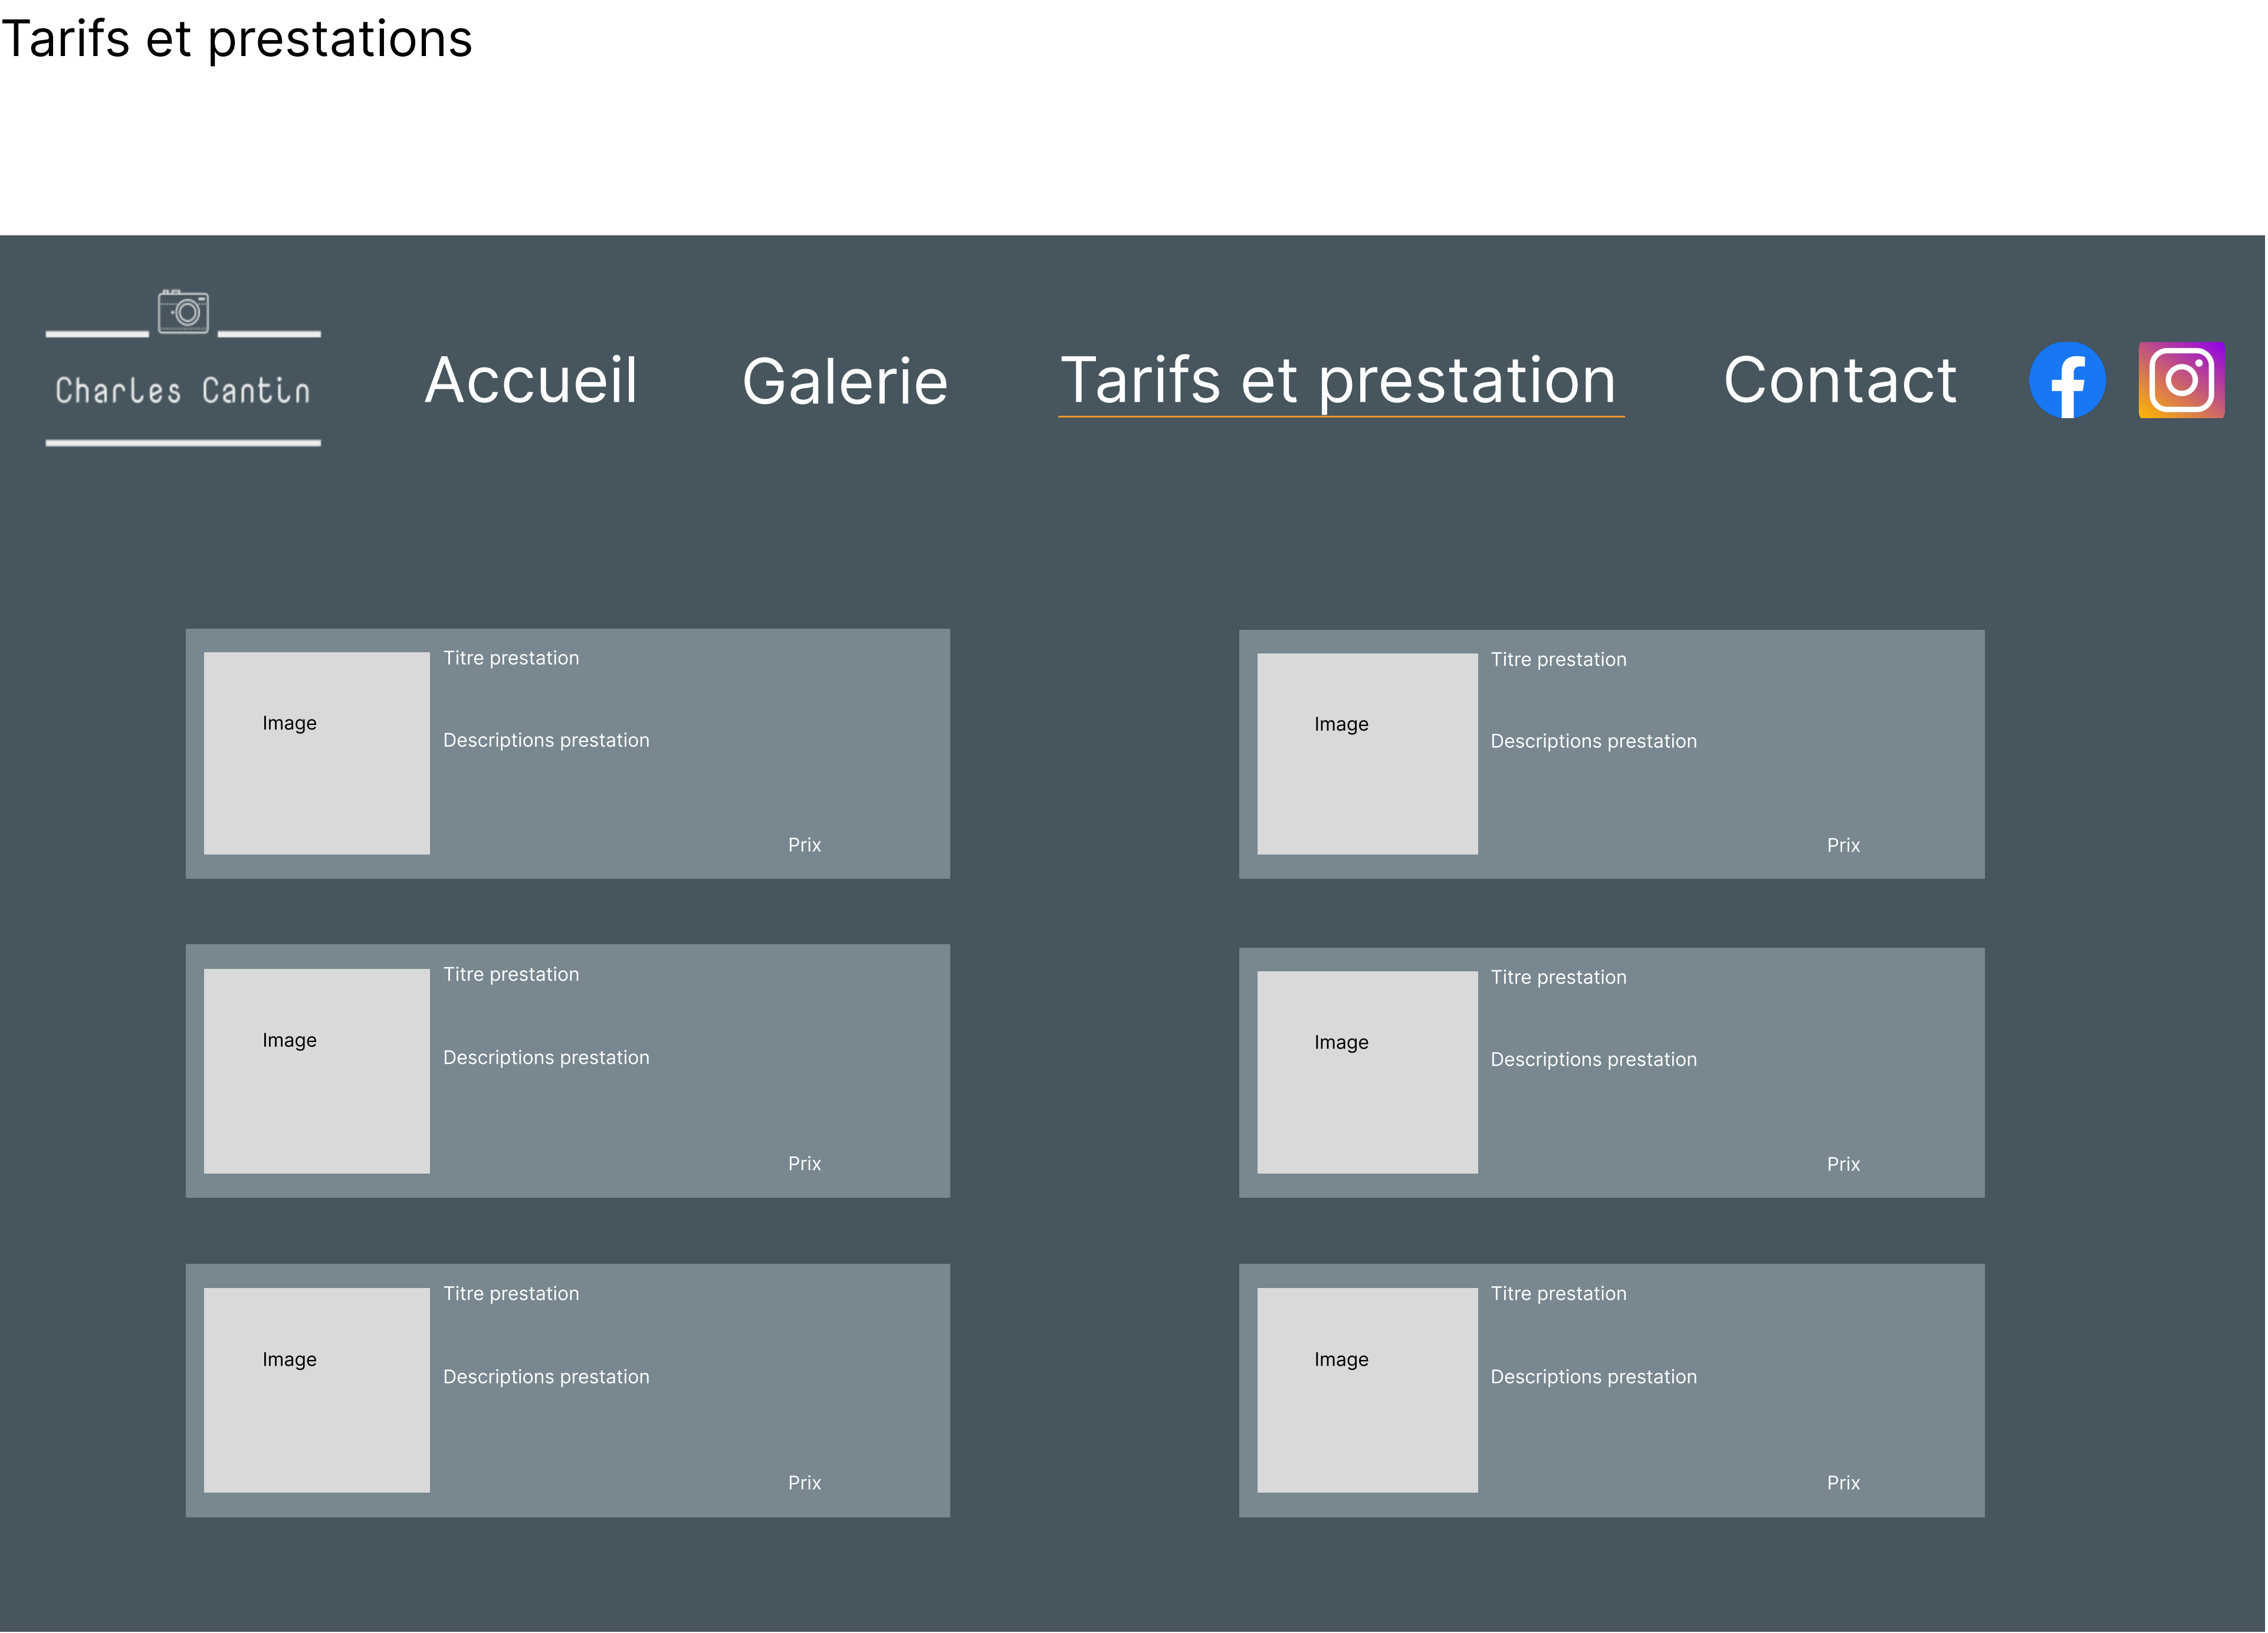 Tarifs et prestations
Charles Cantin
Accueil
Galerie
Tarifs et prestation
Contact
Titre prestation
Image
Descriptions prestation
Prix
Titre prestation
Image
Descriptions prestation
Prix
Titre prestation
Image
Descriptions prestation
Prix
Titre prestation
Image
Descriptions prestation
Prix
Titre prestation
Image
Descriptions prestation
Prix
Titre prestation
Image
Descriptions prestation
Prix